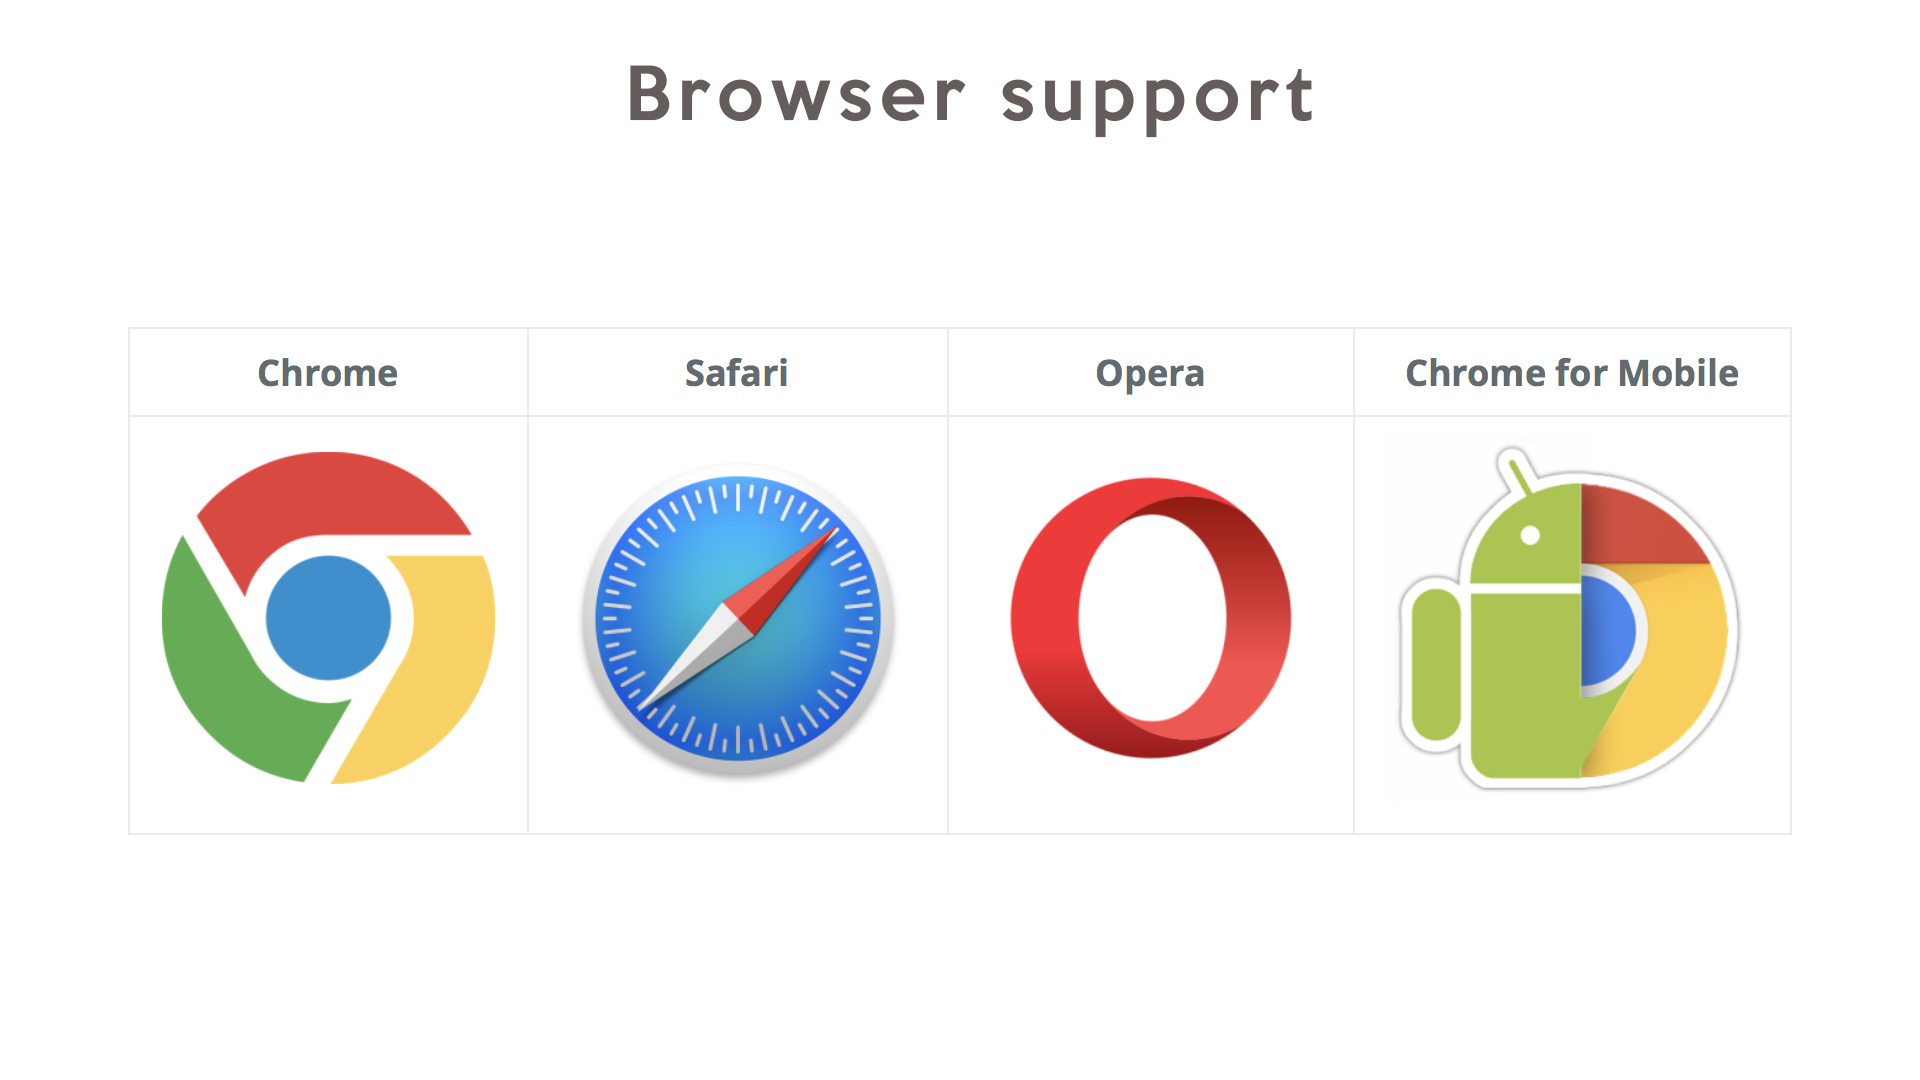 Browser support
Chrome
Safari
Opera
Chrome for Mobile